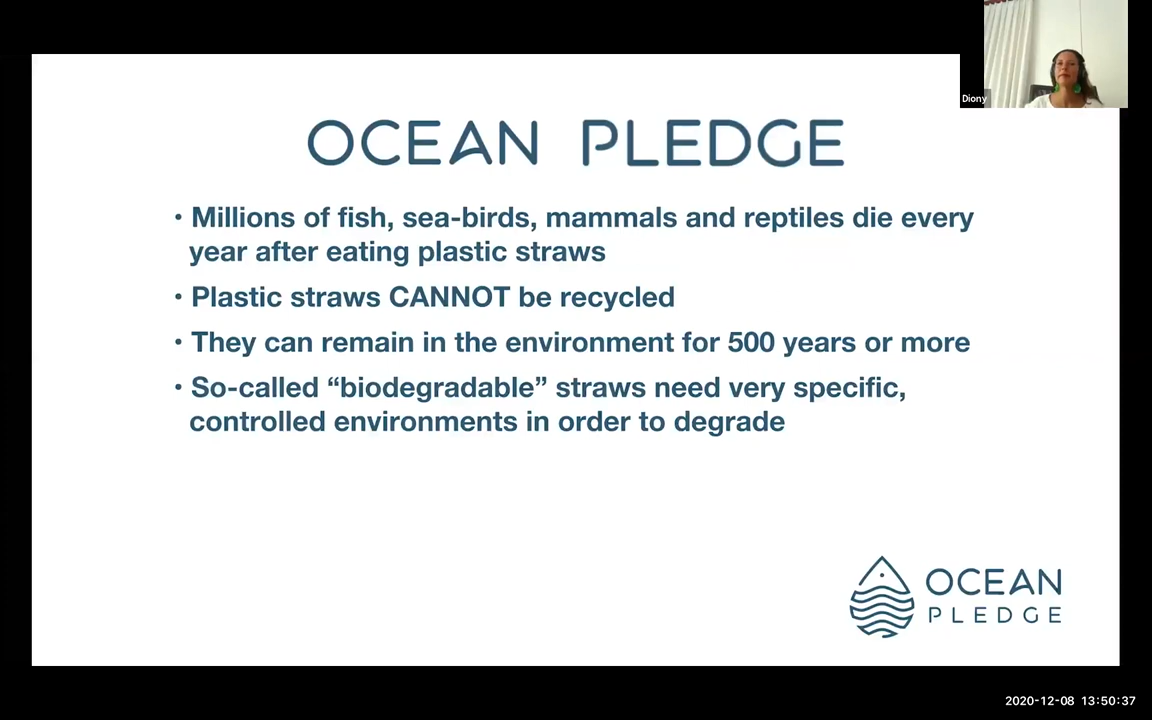 Diony
OCEAN PLEDGE
• Millions of fish, sea-birds, mammals and reptiles die every
year after eating plastic straws
• Plastic straws CANNOT be recycled
• They can remain in the environment for 500 years or more
• So-called “biodegradable” straws need very specific,
controlled environments in order to degrade
OCEAN
PLEDGE
2020-12-08 13:50:37